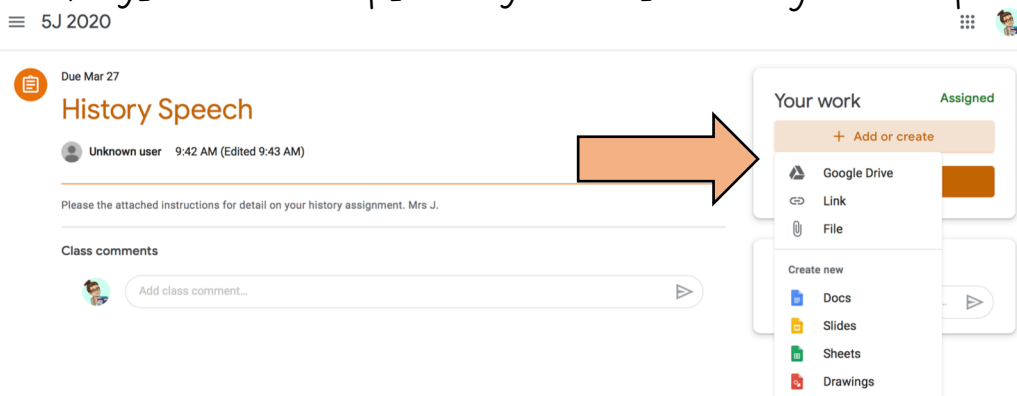 5J 2020
Due Mar 27
History Speech
Unknown user 9:42 AM (Edited 9:43 AM)
Please the attached instructions for detail on your history assignment. Mrs J.
Class comments
Add class comment...
Your work Assigned
+ Add or create
Google Drive
Link
File
Create new
Docs
Slides
Sheets
Drawings